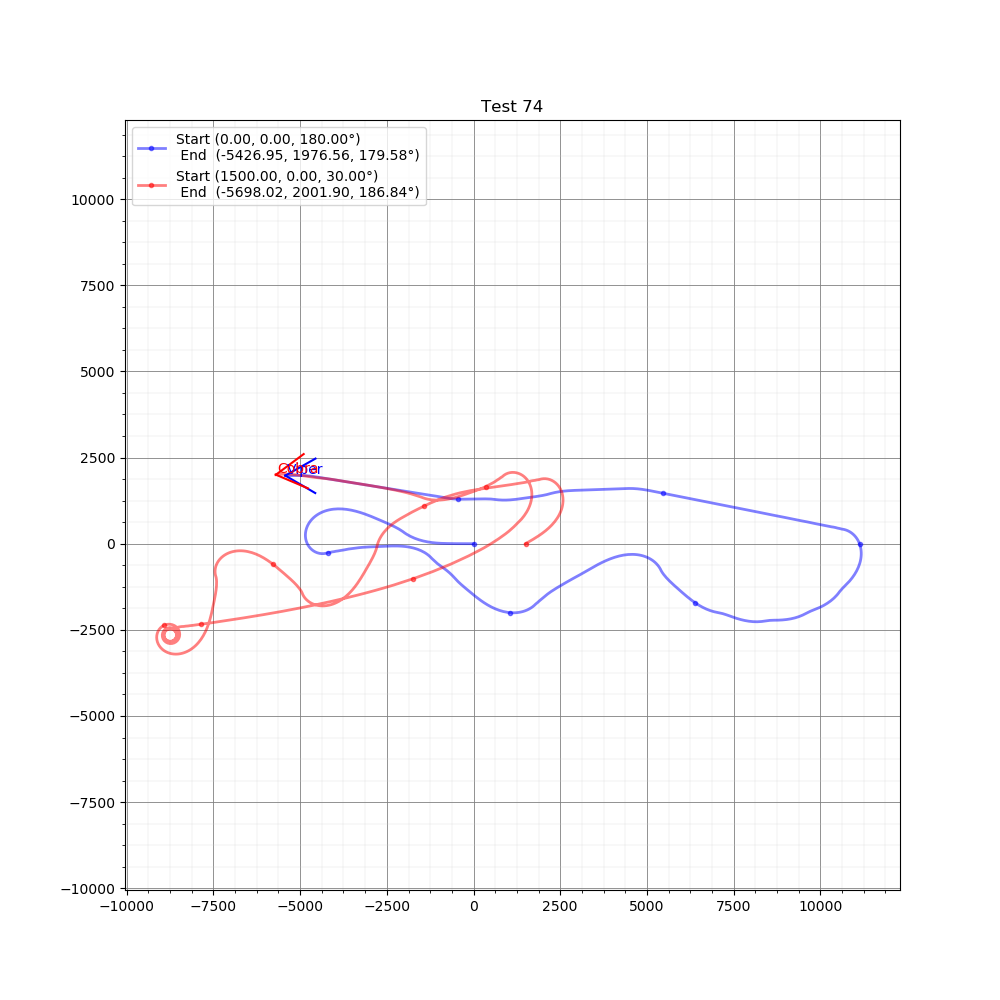 Test 74
Start (0.00, 0.00, 180.00°)
End  (-5426.95, 1976.56, 179.58°)
Start (1500.00, 0.00, 30.00°)
End  (-5698.02, 2001.90, 186.84°)
10000
7500
5000
2500
0
−2500
−5000
−7500
−10000
−10000 −7500 −5000 −2500 0 2500 5000 7500 10000